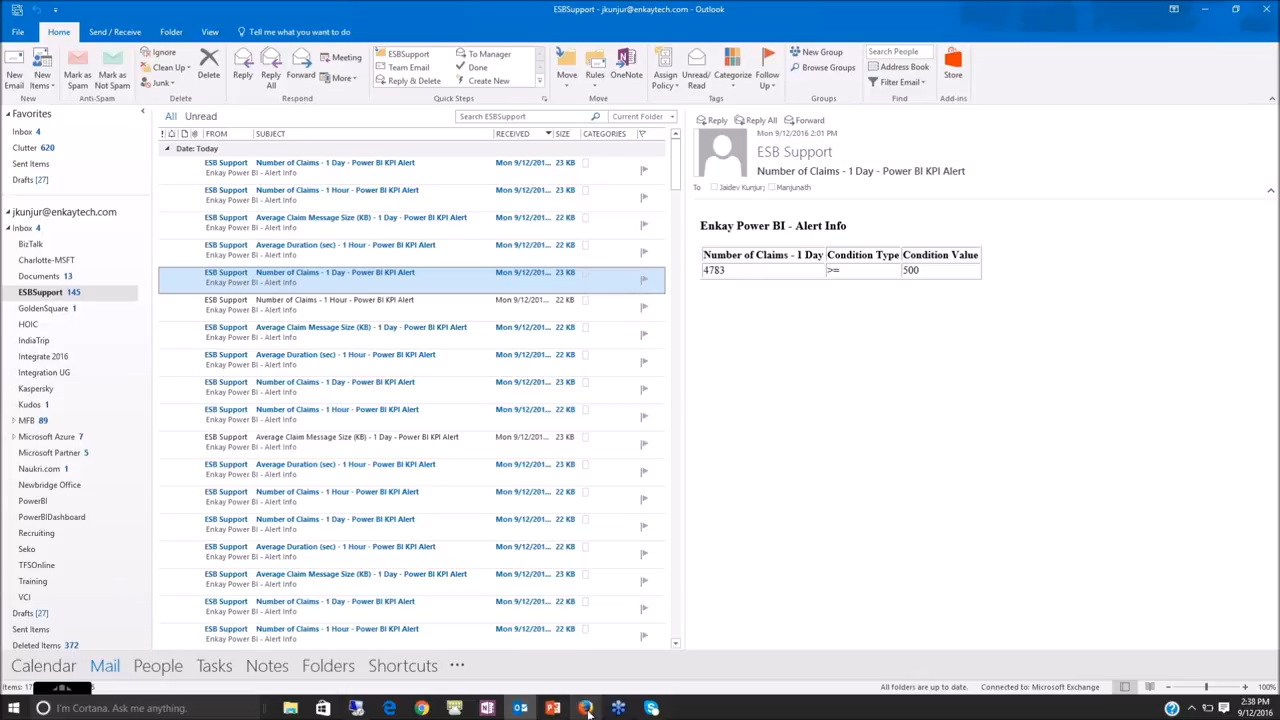 ESBSupport - jkunjur@enkaytech.com - Outlook
File Home Send / Receive Folder View Tell me what you want to do
New Email New Items New
Mark as Spam Mark as Not Spam Anti-Spam
Ignore Clean Up Junk Delete Delete
Reply Reply All Forward Meeting More Respond
ESBSupport To Manager
Team Email Done
Reply & Delete Create New
Quick Steps
Move Rules OneNote Move
Assign Policy Unread/ Read Categorize Follow Up Tags
New Group
Browse Groups
Groups
Search People
Address Book
Filter Email
Find
Store
Add-ins
Favorites
Inbox 4
Clutter 620
Sent Items
Drafts [27]
jkunjur@enkaytech.com
Inbox 4
BizTalk
Charlotte-MSFT
Documents 13
ESBSupport 145
GoldenSquare 1
HOIC
IndiaTrip
Integrate 2016
Integration UG
Kaspersky
Kudos 1
MFB 89
Microsoft Azure 7
Microsoft Partner 5
Naukri.com 1
Newbridge Office
PowerBI
PowerBIDashboard
Recruiting
Seko
TFSOnline
Training
VCI
Drafts [27]
Sent Items
Deleted Items 372
All Unread Search ESBSupport Current Folder
FROM SUBJECT RECEIVED SIZE CATEGORIES
Date: Today
ESB Support Number of Claims - 1 Day - Power BI KPI Alert Mon 9/12/201... 23 KB
Enkay Power BI - Alert Info
ESB Support Number of Claims - 1 Hour - Power BI KPI Alert Mon 9/12/201... 23 KB
Enkay Power BI - Alert Info
ESB Support Average Claim Message Size (KB) - 1 Day - Power BI KPI Alert Mon 9/12/201... 23 KB
Enkay Power BI - Alert Info
ESB Support Average Duration (sec) - 1 Hour - Power BI KPI Alert Mon 9/12/201... 23 KB
Enkay Power BI - Alert Info
ESB Support Number of Claims - 1 Day - Power BI KPI Alert Mon 9/12/201... 23 KB
Enkay Power BI - Alert Info
ESB Support Number of Claims - 1 Hour - Power BI KPI Alert Mon 9/12/201... 22 KB
Enkay Power BI - Alert Info
ESB Support Average Claim Message Size (KB) - 1 Day - Power BI KPI Alert Mon 9/12/201... 22 KB
Enkay Power BI - Alert Info
ESB Support Average Duration (sec) - 1 Hour - Power BI KPI Alert Mon 9/12/201... 22 KB
Enkay Power BI - Alert Info
ESB Support Number of Claims - 1 Day - Power BI KPI Alert Mon 9/12/201... 23 KB
Enkay Power BI - Alert Info
ESB Support Number of Claims - 1 Hour - Power BI KPI Alert Mon 9/12/201... 22 KB
Enkay Power BI - Alert Info
ESB Support Average Claim Message Size (KB) - 1 Day - Power BI KPI Alert Mon 9/12/201... 23 KB
Enkay Power BI - Alert Info
ESB Support Average Duration (sec) - 1 Hour - Power BI KPI Alert Mon 9/12/201... 22 KB
Enkay Power BI - Alert Info
ESB Support Number of Claims - 1 Hour - Power BI KPI Alert Mon 9/12/201... 22 KB
Enkay Power BI - Alert Info
ESB Support Number of Claims - 1 Day - Power BI KPI Alert Mon 9/12/201... 22 KB
Enkay Power BI - Alert Info
ESB Support Average Duration (sec) - 1 Hour - Power BI KPI Alert Mon 9/12/201... 22 KB
Enkay Power BI - Alert Info
ESB Support Average Claim Message Size (KB) - 1 Day - Power BI KPI Alert Mon 9/12/201... 23 KB
Enkay Power BI - Alert Info
ESB Support Number of Claims - 1 Day - Power BI KPI Alert Mon 9/12/201... 22 KB
Enkay Power BI - Alert Info
ESB Support Number of Claims - 1 Hour - Power BI KPI Alert Mon 9/12/201... 22 KB
Enkay Power BI - Alert Info
Reply Reply All Forward
Mon 9/12/2016 2:01 PM
ESB Support
Number of Claims - 1 Day - Power BI KPI Alert
To Jaidev Kunjur; Manjunath
Enkay Power BI - Alert Info
Number of Claims - 1 Day Condition Type Condition Value
4783 >= 500
Calendar Mail People Tasks Notes Folders Shortcuts
Items: All folders are up to date. Connected to: Microsoft Exchange 100%
I'm Cortana. Ask me anything.
2:38 PM
9/12/2016